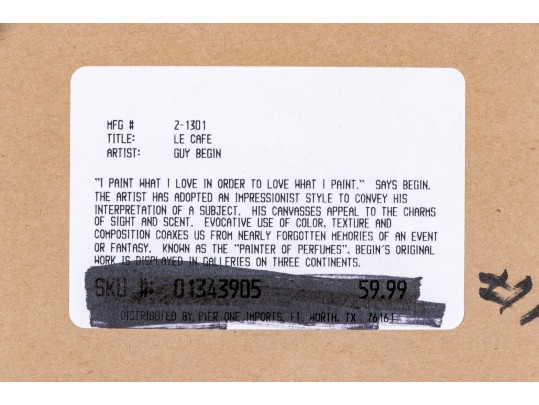 MFG # 2-1301
TITLE: LE CAFE
ARTIST: GUY BEGIN
"I PAINT WHAT I LOVE IN ORDER TO LOVE WHAT I PAINT." SAYS BEGIN.
THE ARTIST HAS ADOPTED AN IMPRESSIONIST STYLE TO CONVEY HIS
INTERPRETATION OF A SUBJECT. HIS CANVASSES APPEAL TO THE CHARMS
OF SIGHT AND SCENT. EVOCATIVE USE OF COLOR, TEXTURE AND
COMPOSITION COAXES US FROM NEARLY FORGOTTEN MEMORIES OF AN EVENT
OR FANTASY. KNOWN AS THE "PAINTER OF PERFUMES", BEGIN'S ORIGINAL
WORK IS DISPLAYED IN GALLERIES ON THREE CONTINENTS.
SKU #: 01343905 59.99
DISTRIBUTED BY PIER ONE IMPORTS, FT. WORTH, TX 76161